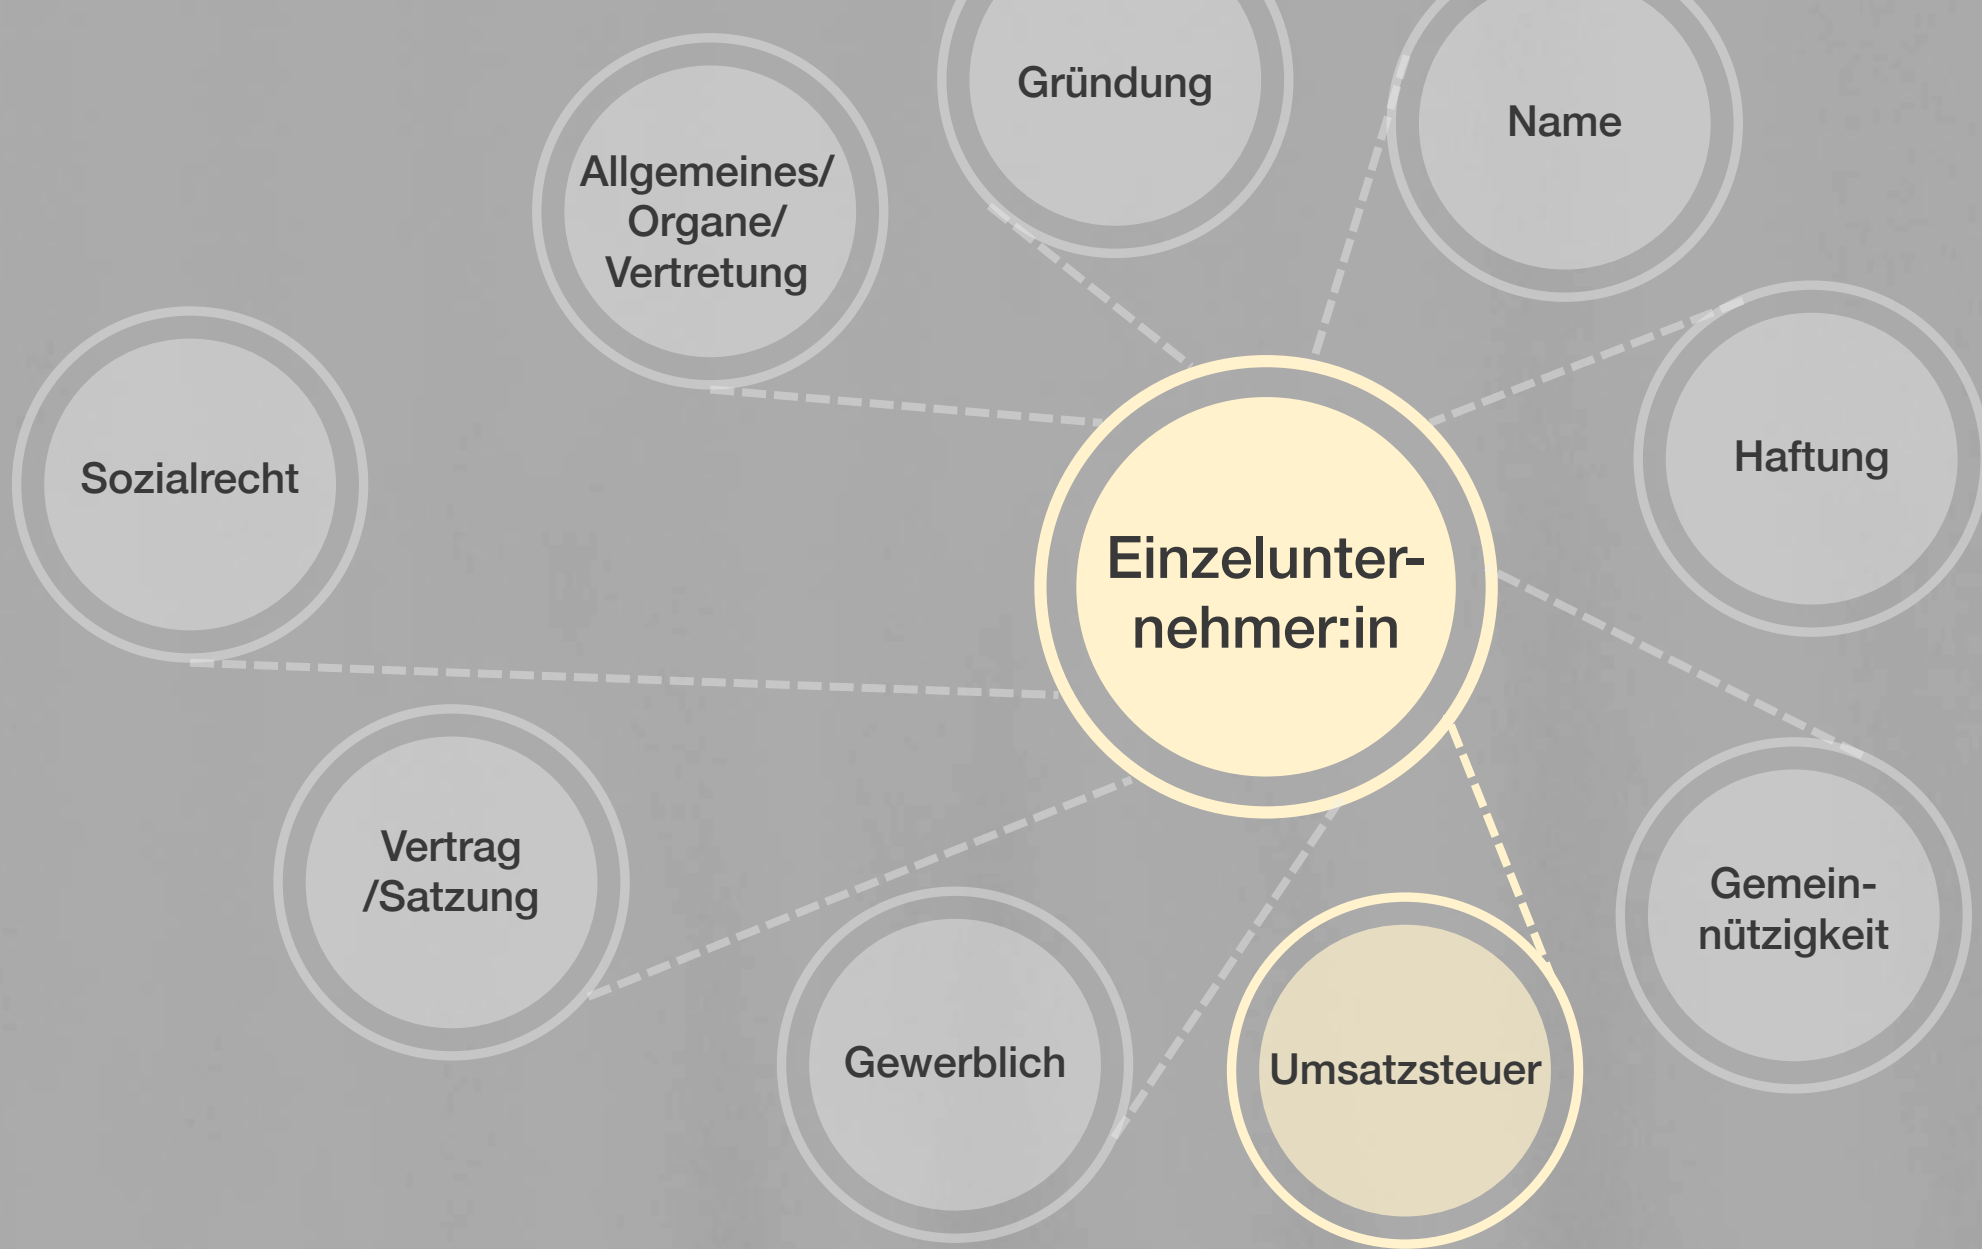 Gründung
Name
Allgemeines/
Organe/
Vertretung
Haftung
Sozialrecht
Einzelunter-
nehmer:in
Vertrag
/Satzung
Gemein-
nützigkeit
Gewerblich
Umsatzsteuer